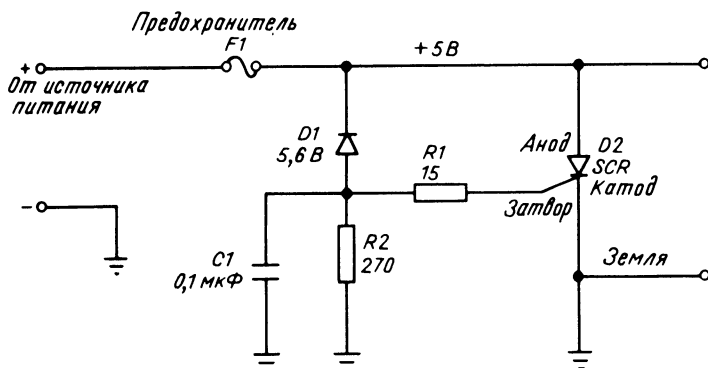 Предохранитель
F1
+
От источника
питания
+5В
D1
5,6 В
R1
15
Анод
D2
SCR
Катод
Затвор
-
C1
0,1 мкФ
R2
270
Земля